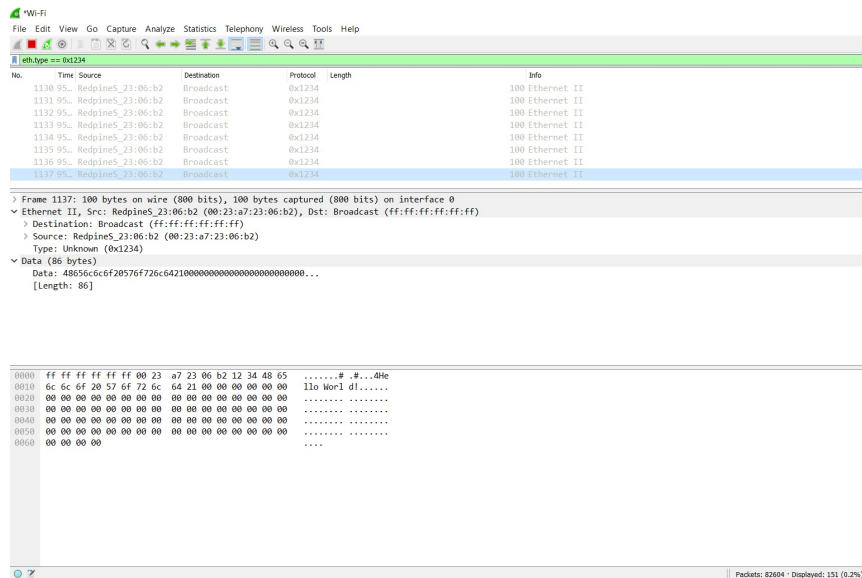 *Wi-Fi
File Edit View Go Capture Analyze Statistics Telephony Wireless Tools Help
eth.type == 0x1234
No. Time Source Destination Protocol Length Info
1130 95… RedpineS_23:06:b2 Broadcast 0x1234 100 Ethernet II
1131 95… RedpineS_23:06:b2 Broadcast 0x1234 100 Ethernet II
1132 95… RedpineS_23:06:b2 Broadcast 0x1234 100 Ethernet II
1133 95… RedpineS_23:06:b2 Broadcast 0x1234 100 Ethernet II
1134 95… RedpineS_23:06:b2 Broadcast 0x1234 100 Ethernet II
1135 95… RedpineS_23:06:b2 Broadcast 0x1234 100 Ethernet II
1136 95… RedpineS_23:06:b2 Broadcast 0x1234 100 Ethernet II
1137 95… RedpineS_23:06:b2 Broadcast 0x1234 100 Ethernet II
> Frame 1137: 100 bytes on wire (800 bits), 100 bytes captured (800 bits) on interface 0
Ethernet II, Src: RedpineS_23:06:b2 (00:23:a7:23:06:b2), Dst: Broadcast (ff:ff:ff:ff:ff:ff)
> Destination: Broadcast (ff:ff:ff:ff:ff:ff)
> Source: RedpineS_23:06:b2 (00:23:a7:23:06:b2)
Type: Unknown (0x1234)
Data (86 bytes)
Data: 48656c6c6f20576f726c64210000000000000000000000000...
[Length: 86]
0000 ff ff ff ff ff ff 00 23 a7 23 06 b2 12 34 48 65 .......# .#...4He
0010 6c 6c 6f 20 57 6f 72 6c 64 21 00 00 00 00 00 00 llo Worl d!......
0020 00 00 00 00 00 00 00 00 00 00 00 00 00 00 00 00 ........ ........
0030 00 00 00 00 00 00 00 00 00 00 00 00 00 00 00 00 ........ ........
0040 00 00 00 00 00 00 00 00 00 00 00 00 00 00 00 00 ........ ........
0050 00 00 00 00 00 00 00 00 00 00 00 00 00 00 00 00 ........ ........
0060 00 00 00 00 ....
Packets: 82604 · Displayed: 151 (0.2%)